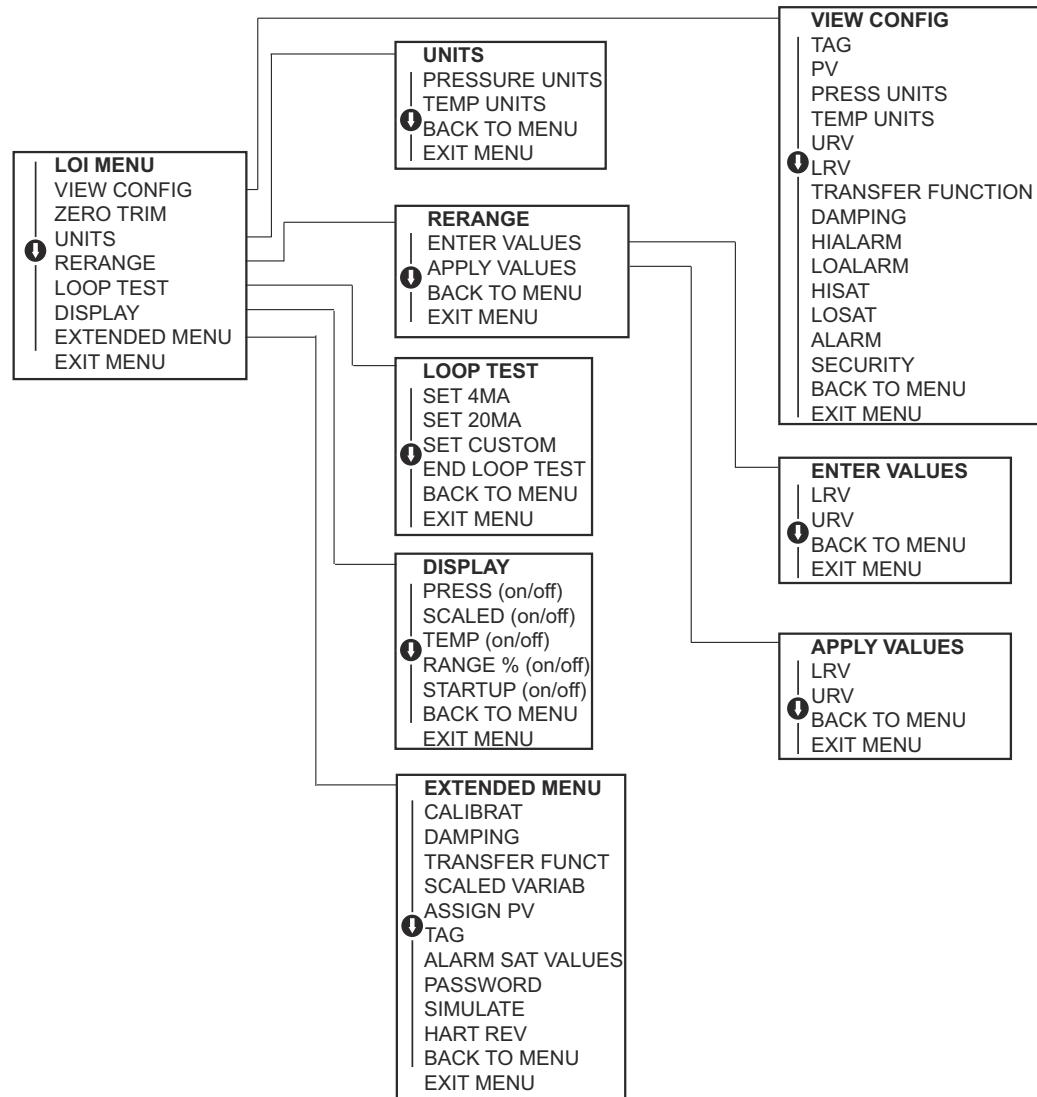 LOI MENU
VIEW CONFIG
ZERO TRIM
UNITS
RERANGE
LOOP TEST
DISPLAY
EXTENDED MENU
EXIT MENU
UNITS
PRESSURE UNITS
TEMP UNITS
BACK TO MENU
EXIT MENU
RERANGE
ENTER VALUES
APPLY VALUES
BACK TO MENU
EXIT MENU
LOOP TEST
SET 4MA
SET 20MA
SET CUSTOM
END LOOP TEST
BACK TO MENU
EXIT MENU
DISPLAY
PRESS (on/off)
SCALED (on/off)
TEMP (on/off)
RANGE % (on/off)
STARTUP (on/off)
BACK TO MENU
EXIT MENU
EXTENDED MENU
CALIBRAT
DAMPING
TRANSFER FUNCT
SCALED VARIAB
ASSIGN PV
TAG
ALARM SAT VALUES
PASSWORD
SIMULATE
HART REV
BACK TO MENU
EXIT MENU
VIEW CONFIG
TAG
PV
PRESS UNITS
TEMP UNITS
URV
LRV
TRANSFER FUNCTION
DAMPING
HIALARM
LOALARM
HISAT
LOSAT
ALARM
SECURITY
BACK TO MENU
EXIT MENU
ENTER VALUES
LRV
URV
BACK TO MENU
EXIT MENU
APPLY VALUES
LRV
URV
BACK TO MENU
EXIT MENU